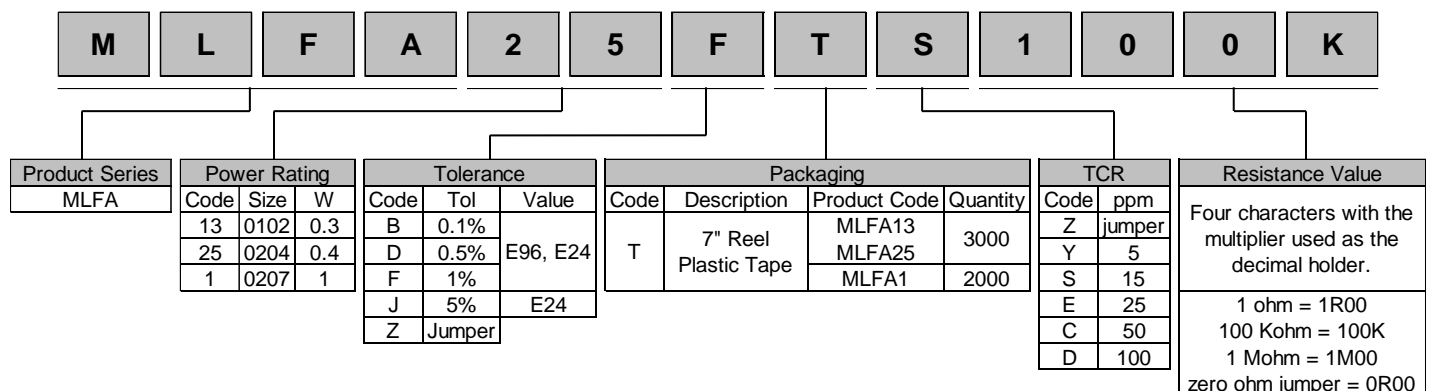 M L F A 2 5 F T S 1 0 0 K
Product Series
MLFA
Power Rating
Code Size W
13 0102 0.3
25 0204 0.4
1 0207 1
Tolerance
Code Tol Value
B 0.1%
D 0.5% E96, E24
F 1%
J 5% E24
Z Jumper
Packaging
Code Description Product Code Quantity
T 7" Reel Plastic Tape MLFA13 3000
MLFA25
MLFA1 2000
TCR
Code ppm
Z jumper
Y 5
S 15
E 25
C 50
D 100
Resistance Value
Four characters with the
multiplier used as the
decimal holder.
1 ohm = 1R00
100 Kohm = 100K
1 Mohm = 1M00
zero ohm jumper = 0R00